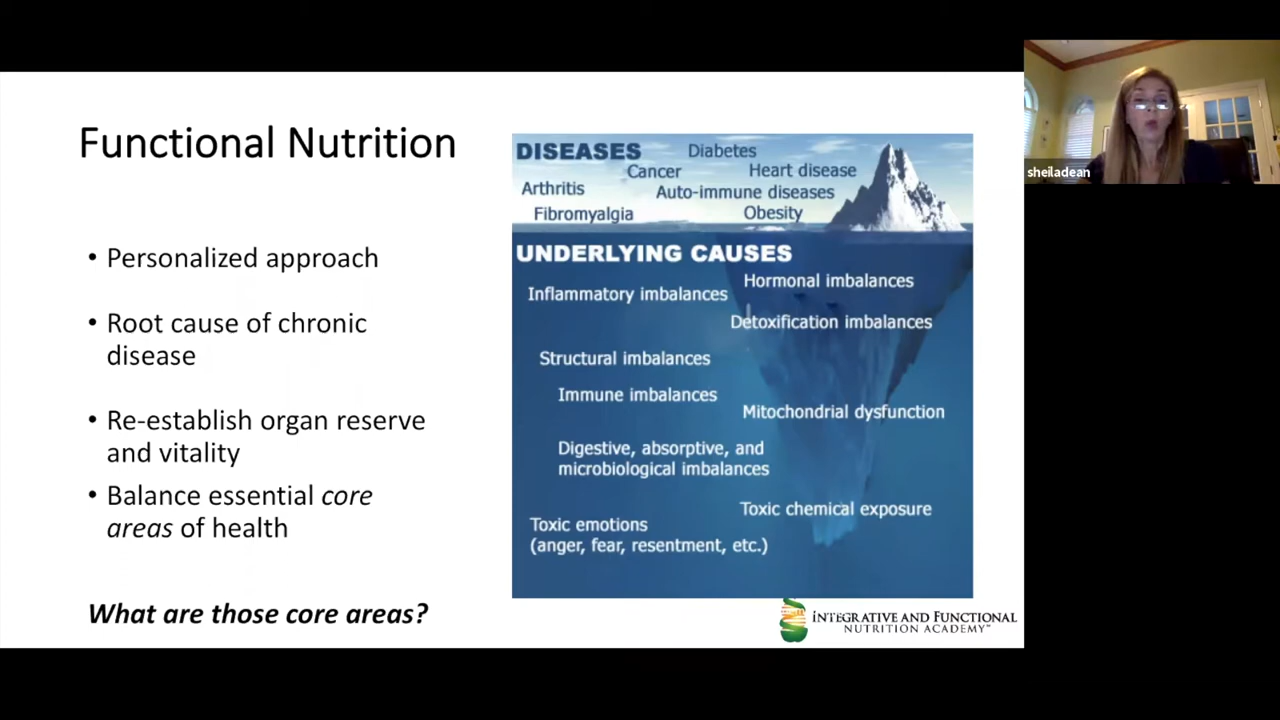 Functional Nutrition
• Personalized approach
• Root cause of chronic
disease
• Re-establish organ reserve
and vitality
• Balance essential core
areas of health
What are those core areas?
DISEASES
Diabetes
Cancer
Heart disease
Arthritis
Auto-immune diseases
Fibromyalgia
Obesity
UNDERLYING CAUSES
Hormonal imbalances
Inflammatory imbalances
Detoxification imbalances
Structural imbalances
Immune imbalances
Mitochondrial dysfunction
Digestive, absorptive, and
microbiological imbalances
Toxic chemical exposure
Toxic emotions
(anger, fear, resentment, etc.)
INTEGRATIVE AND FUNCTIONAL
NUTRITION ACADEMY™
sheiladean